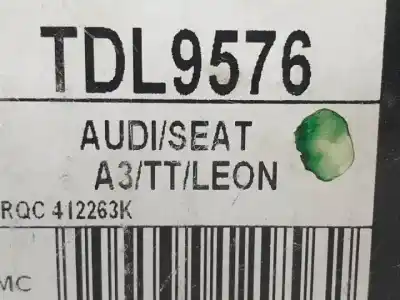 TDL9576
AUDI/SEAT
A3/TT/LEON
RQC 412263K
MC